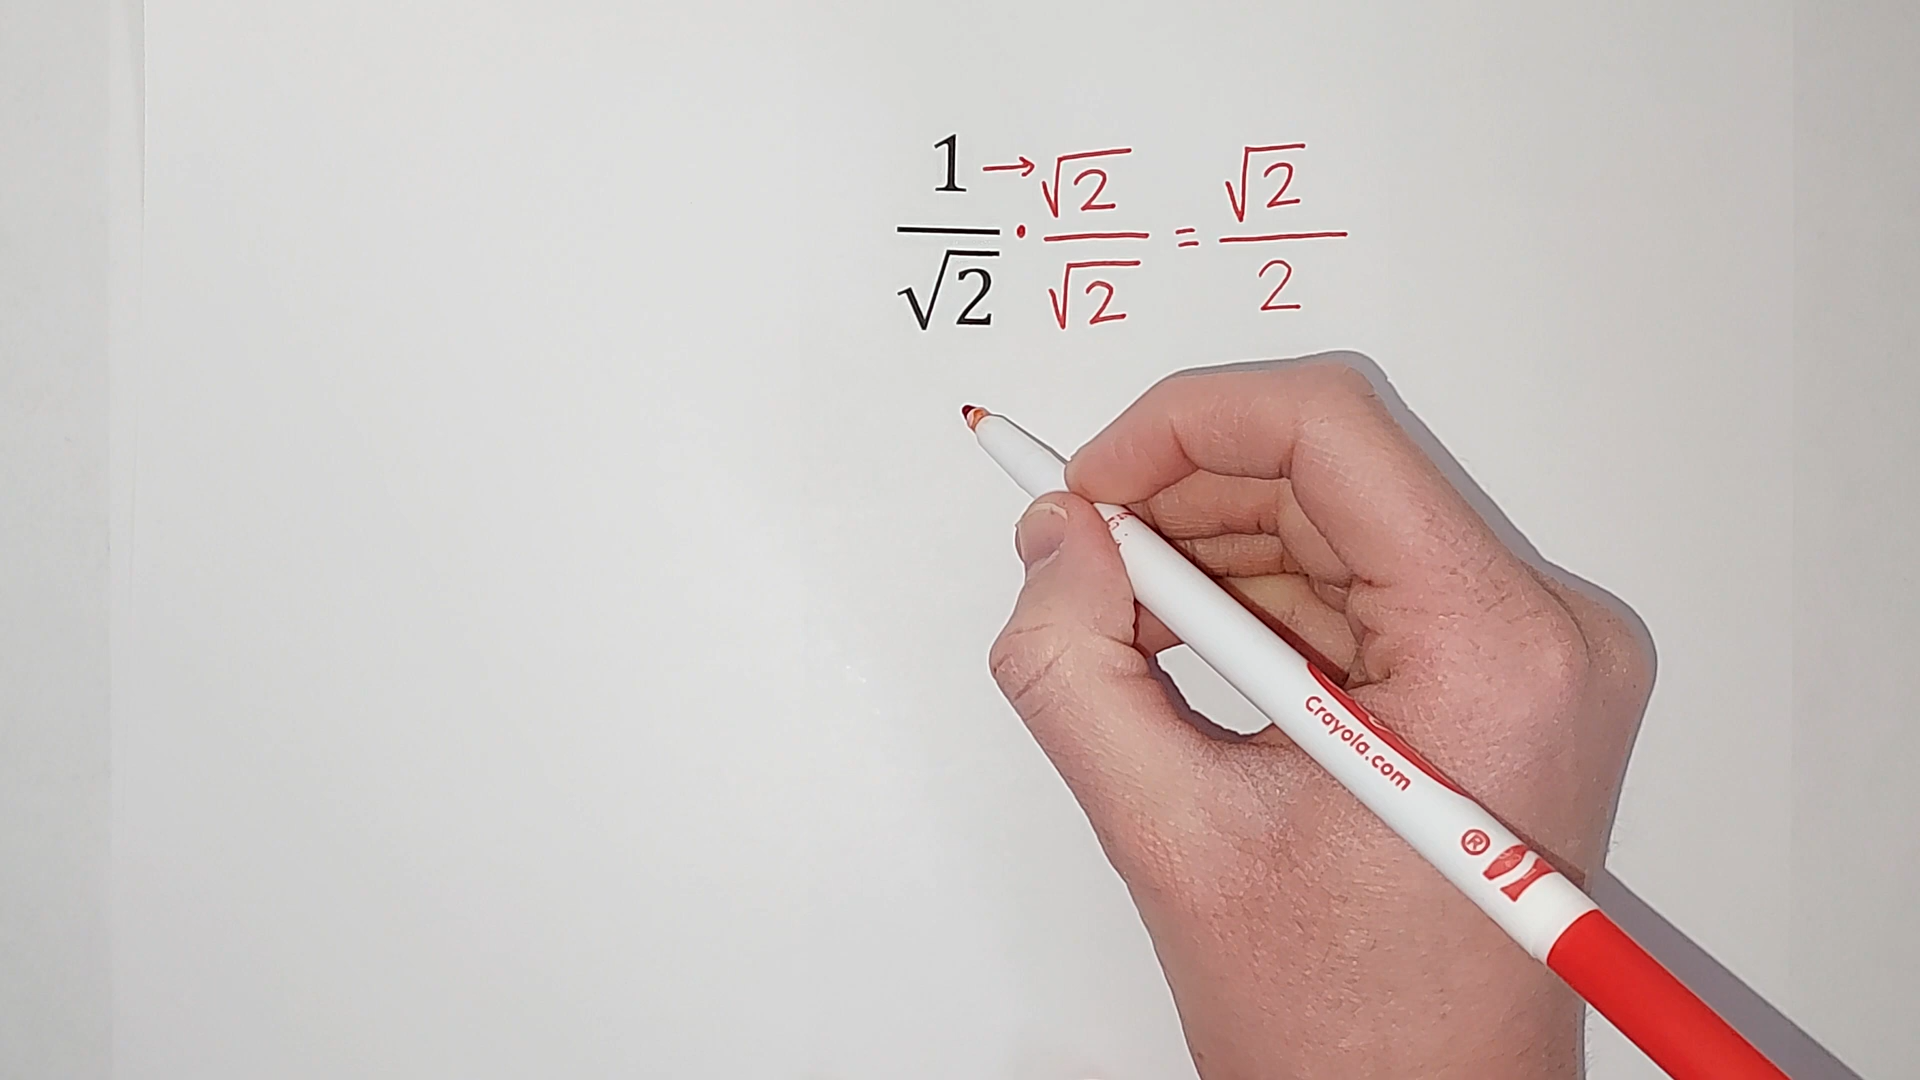 1/√2 → · √2/√2 = √2/2
Crayola.com
®